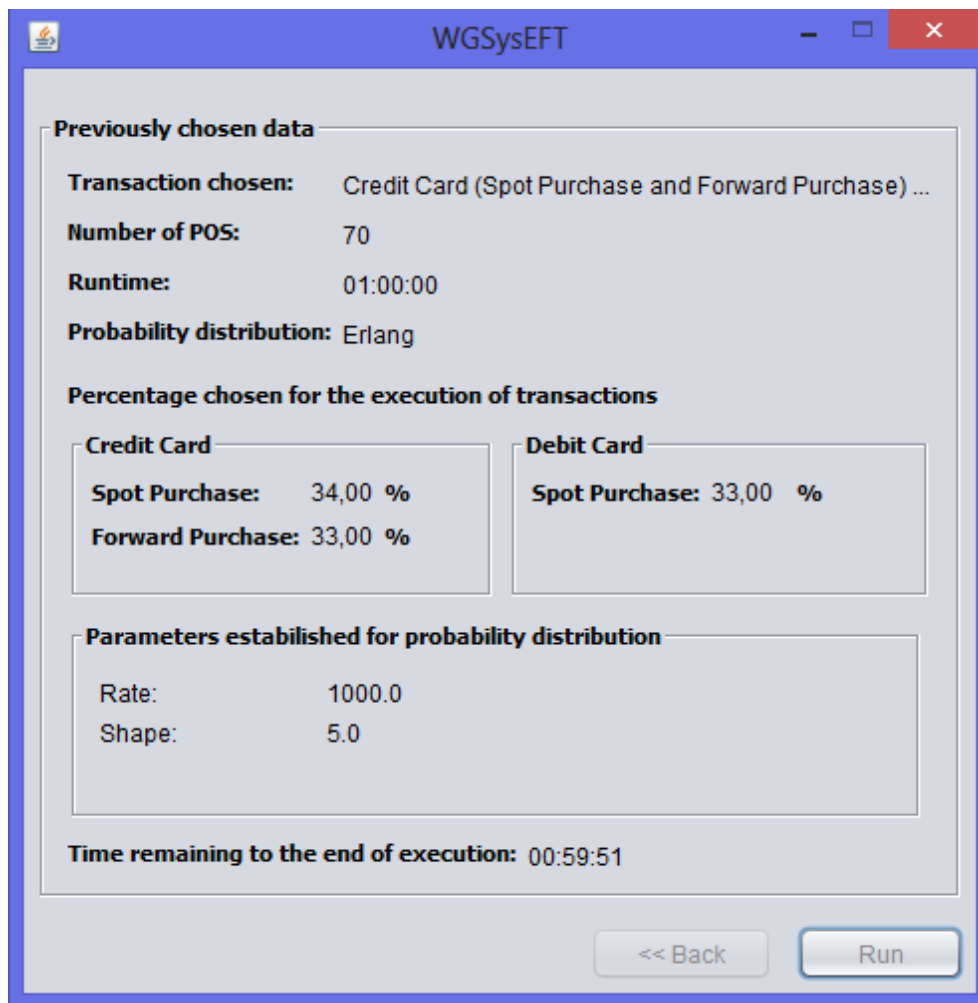 WGSysEFT
Previously chosen data
Transaction chosen: Credit Card (Spot Purchase and Forward Purchase) ...
Number of POS: 70
Runtime: 01:00:00
Probability distribution: Erlang
Percentage chosen for the execution of transactions
Credit Card
Spot Purchase: 34,00 %
Forward Purchase: 33,00 %
Debit Card
Spot Purchase: 33,00 %
Parameters estabilished for probability distribution
Rate: 1000.0
Shape: 5.0
Time remaining to the end of execution: 00:59:51
<< Back
Run